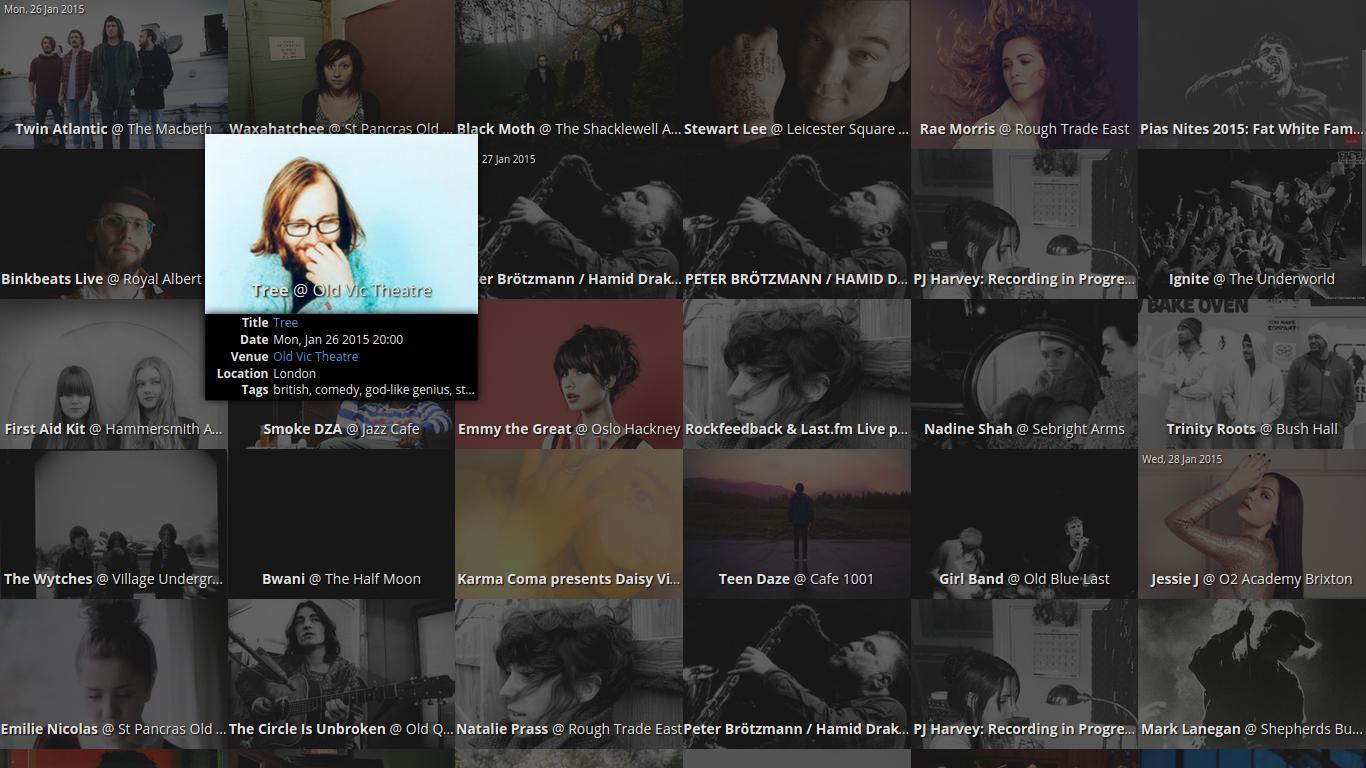 Mon, 26 Jan 2015
Twin Atlantic @ The Macbeth
Waxahatchee @ St Pancras Old ...
Black Moth @ The Shacklewell A...
Stewart Lee @ Leicester Square ...
Rae Morris @ Rough Trade East
Pias Nites 2015: Fat White Fam...
Binkbeats Live @ Royal Albert
Tree @ Old Vic Theatre
Title Tree
Date Mon, Jan 26 2015 20:00
Venue Old Vic Theatre
Location London
Tags british, comedy, god-like genius, st...
27 Jan 2015
er Brötzmann / Hamid Drak...
PETER BRÖTZMANN / HAMID D...
PJ Harvey: Recording in Progre...
Ignite @ The Underworld
First Aid Kit @ Hammersmith A...
Smoke DZA @ Jazz Cafe
Emmy the Great @ Oslo Hackney
Rockfeedback & Last.fm Live p...
Nadine Shah @ Sebright Arms
BAKE OVEN
Trinity Roots @ Bush Hall
The Wytches @ Village Undergr...
Bwani @ The Half Moon
Karma Coma presents Daisy Vi...
Teen Daze @ Cafe 1001
Girl Band @ Old Blue Last
Wed, 28 Jan 2015
Jessie J @ O2 Academy Brixton
Emilie Nicolas @ St Pancras Old ...
The Circle Is Unbroken @ Old Q...
Natalie Prass @ Rough Trade East
Peter Brötzmann / Hamid Drak...
PJ Harvey: Recording in Progre...
Mark Lanegan @ Shepherds Bu...